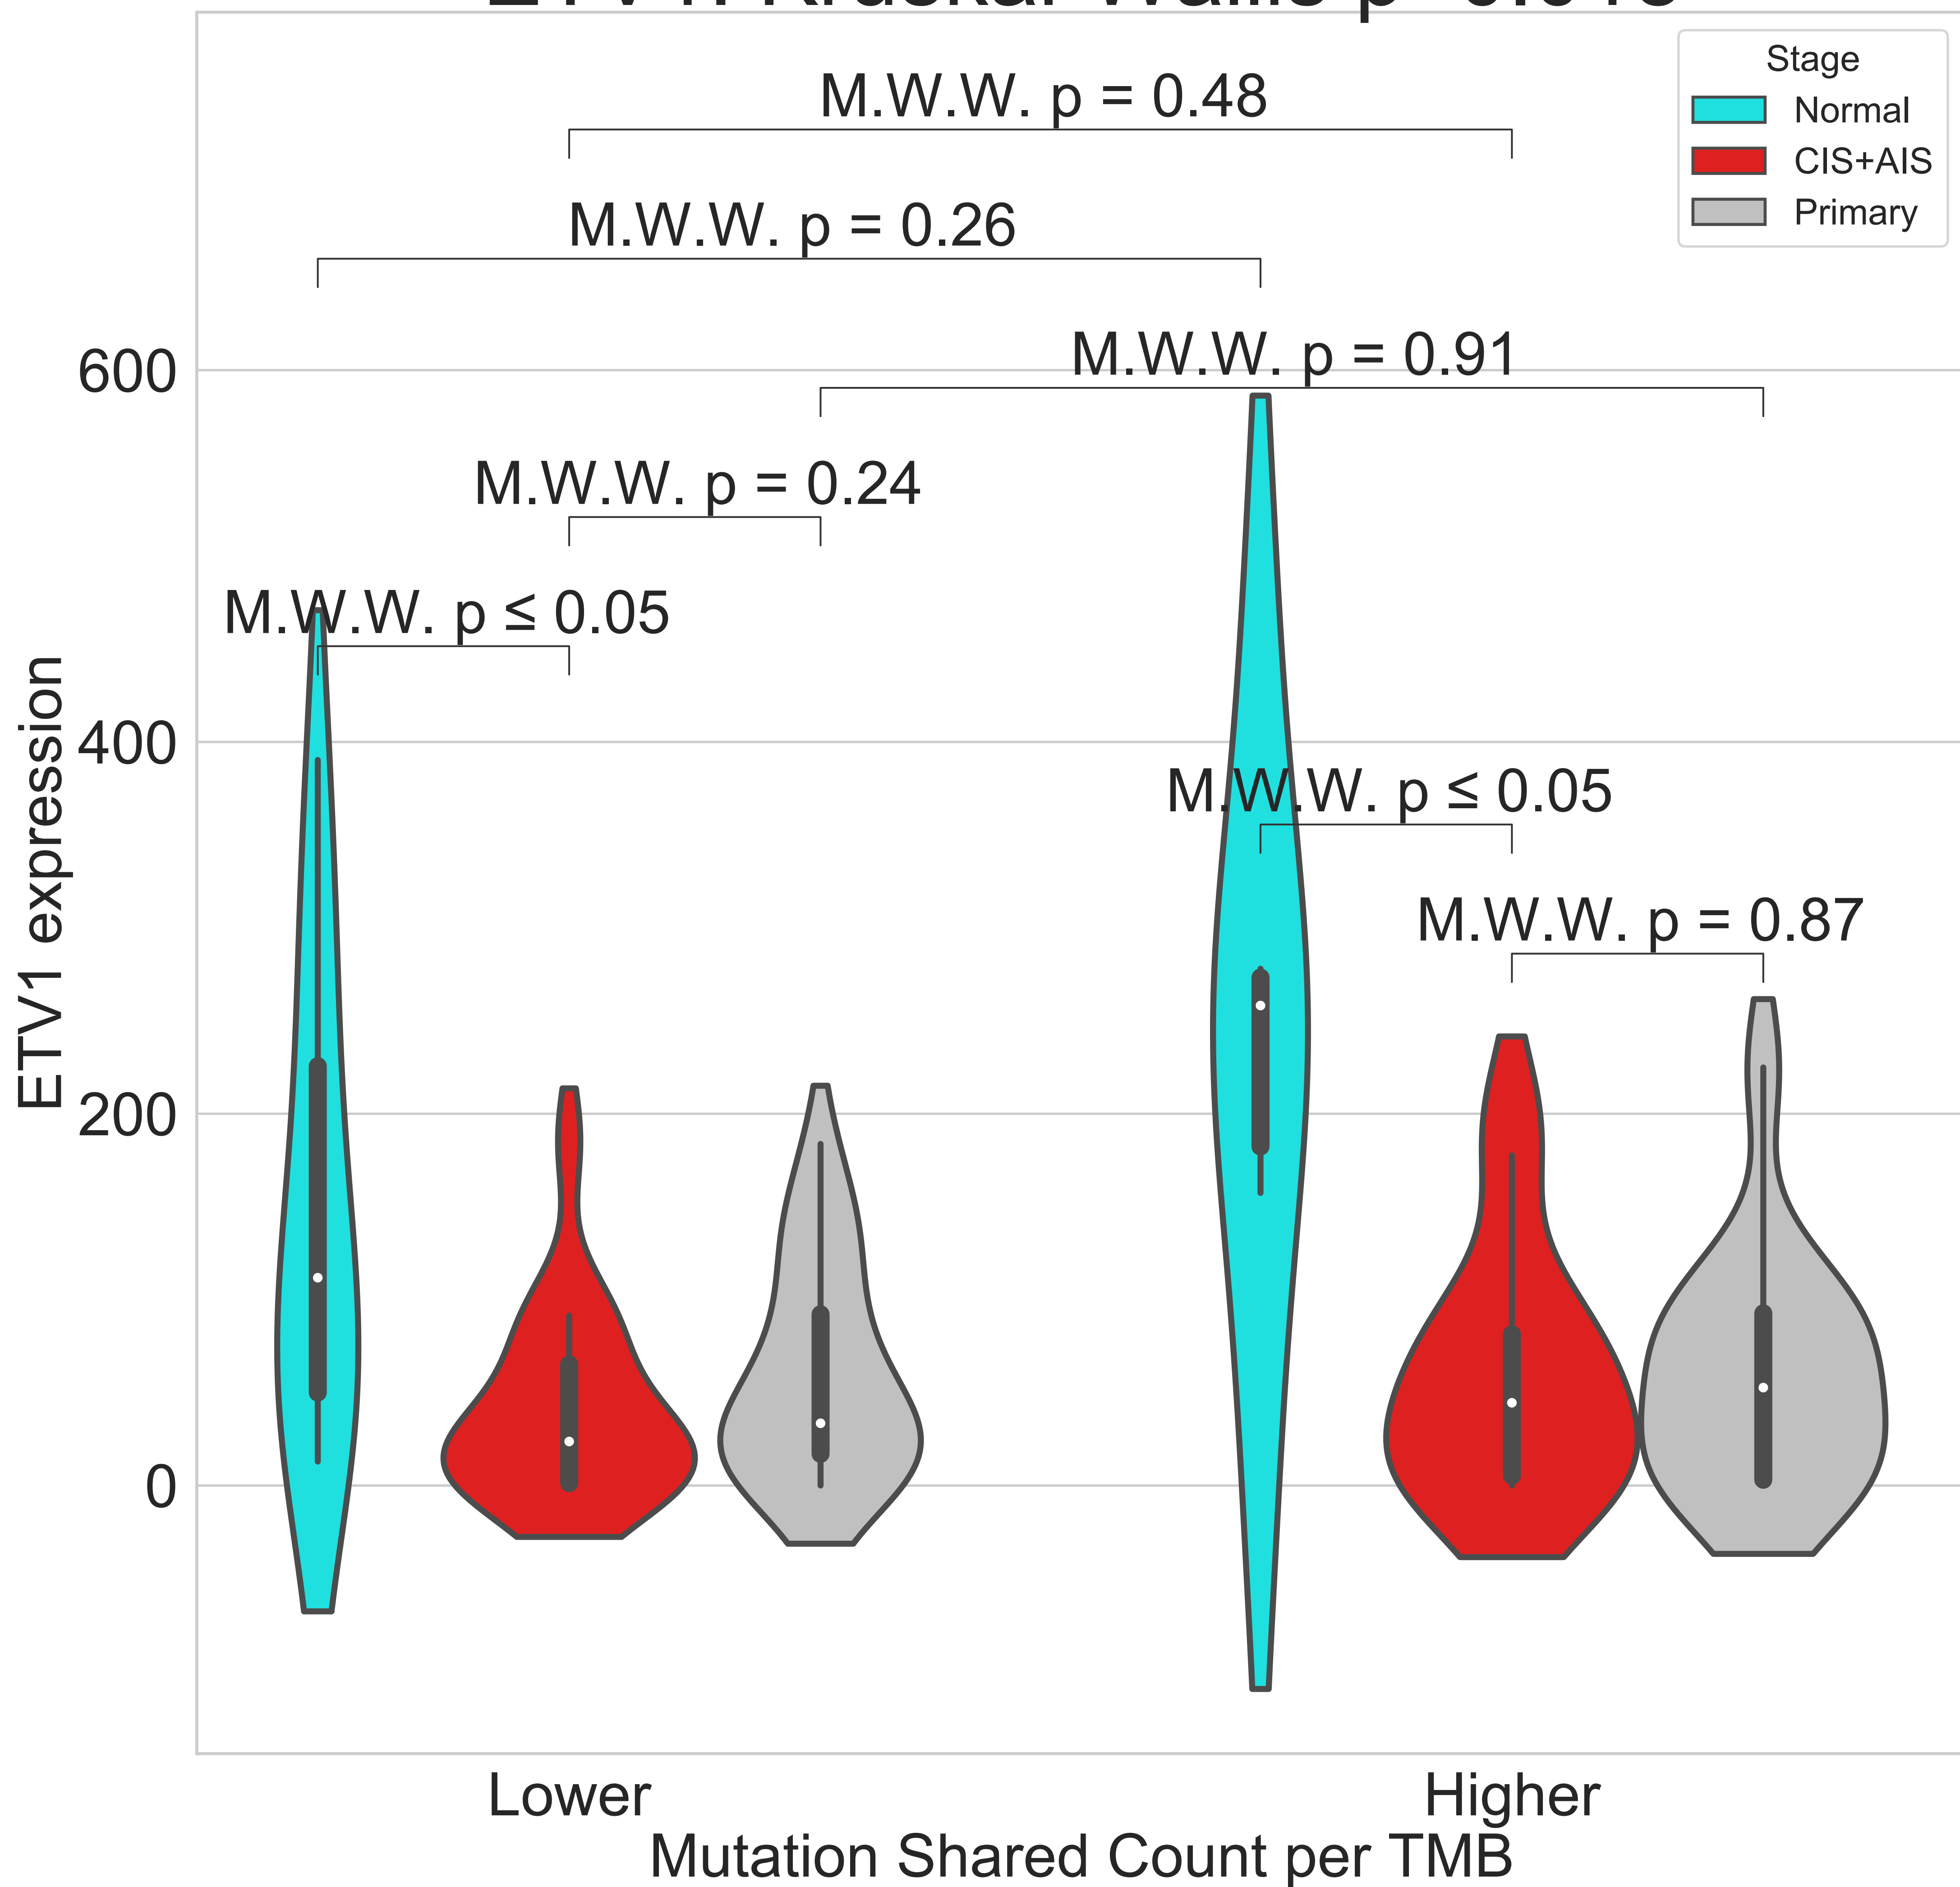 Stage
Normal
CIS+AIS
Primary
M.W.W. p = 0.48
M.W.W. p = 0.26
M.W.W. p = 0.91
M.W.W. p = 0.24
M.W.W. p ≤ 0.05
M.W.W. p ≤ 0.05
M.W.W. p = 0.87
600
400
200
0
ETV1 expression
Lower
Higher
Mutation Shared Count per TMB